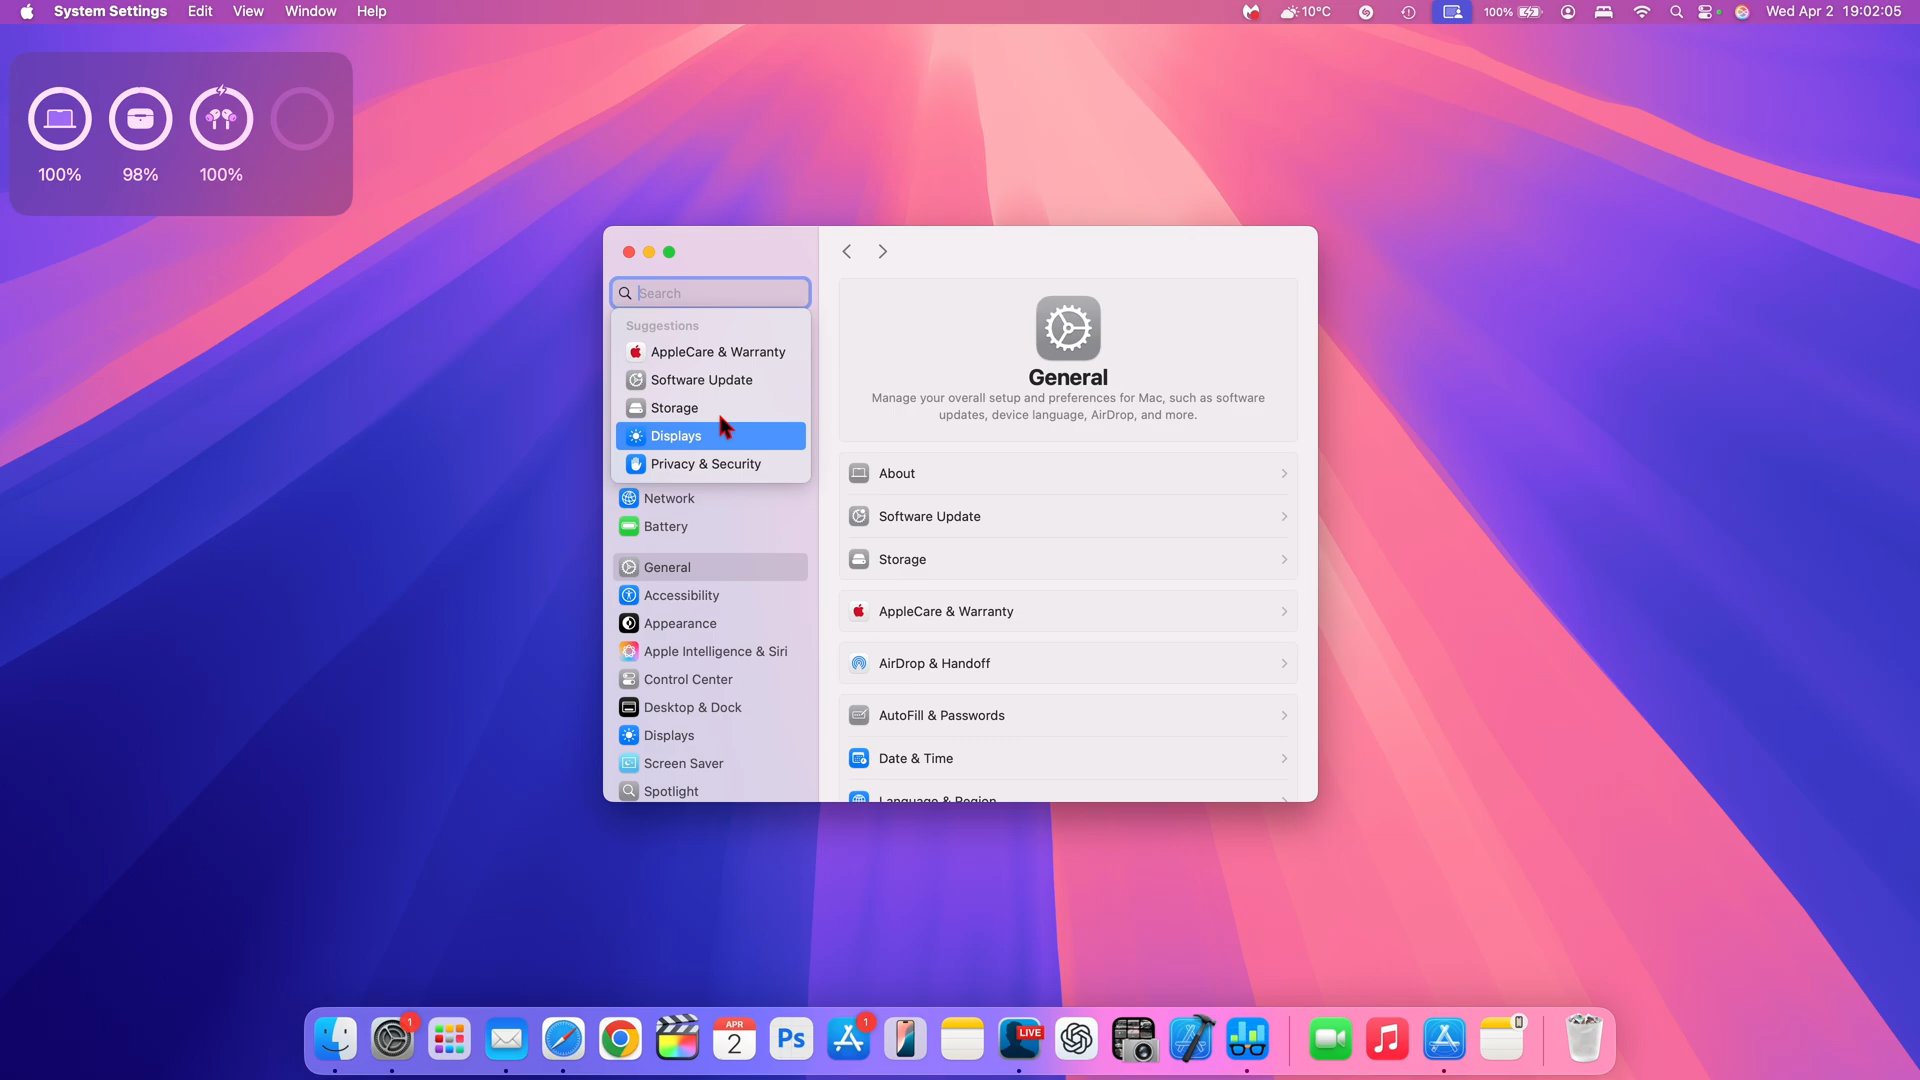 System Settings Edit View Window Help
10°C 100% Wed Apr 2 19:02:05
100% 98% 100%
Search
Suggestions
AppleCare & Warranty
Software Update
Storage
Displays
Privacy & Security
Network
Battery
General
Accessibility
Appearance
Apple Intelligence & Siri
Control Center
Desktop & Dock
Displays
Screen Saver
Spotlight
General
Manage your overall setup and preferences for Mac, such as software
updates, device language, AirDrop, and more.
About
Software Update
Storage
AppleCare & Warranty
AirDrop & Handoff
AutoFill & Passwords
Date & Time
Language & Region
1
APR
2
Ps
1
LIVE